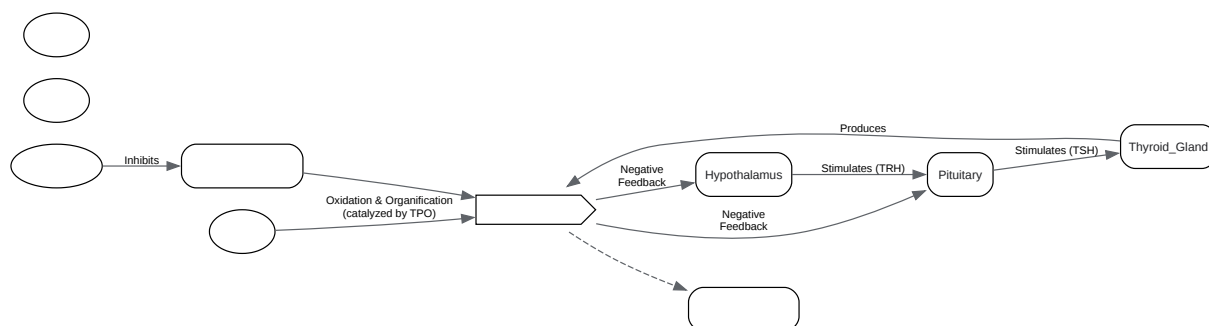 Produces
Inhibits
Negative
Feedback
Hypothalamus
Stimulates (TRH)
Pituitary
Stimulates (TSH)
Thyroid_Gland
Oxidation & Organification
(catalyzed by TPO)
Negative
Feedback